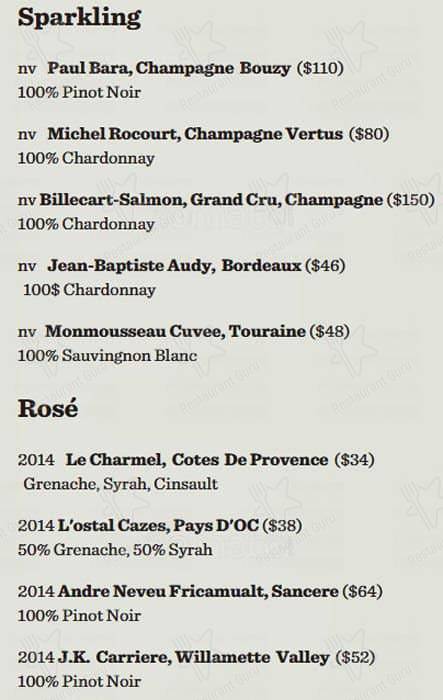 Sparkling
nv Paul Bara, Champagne Bouzy ($110)
100% Pinot Noir
nv Michel Rocourt, Champagne Vertus ($80)
100% Chardonnay
nv Billecart-Salmon, Grand Cru, Champagne ($150)
100% Chardonnay
nv Jean-Baptiste Audy, Bordeaux ($46)
100$ Chardonnay
nv Monmousseau Cuvee, Touraine ($48)
100% Sauvingnon Blanc
Rosé
2014 Le Charmel, Cotes De Provence ($34)
Grenache, Syrah, Cinsault
2014 L'ostal Cazes, Pays D'OC ($38)
50% Grenache, 50% Syrah
2014 Andre Neveu Fricamualt, Sancere ($64)
100% Pinot Noir
2014 J.K. Carriere, Willamette Valley ($52)
100% Pinot Noir